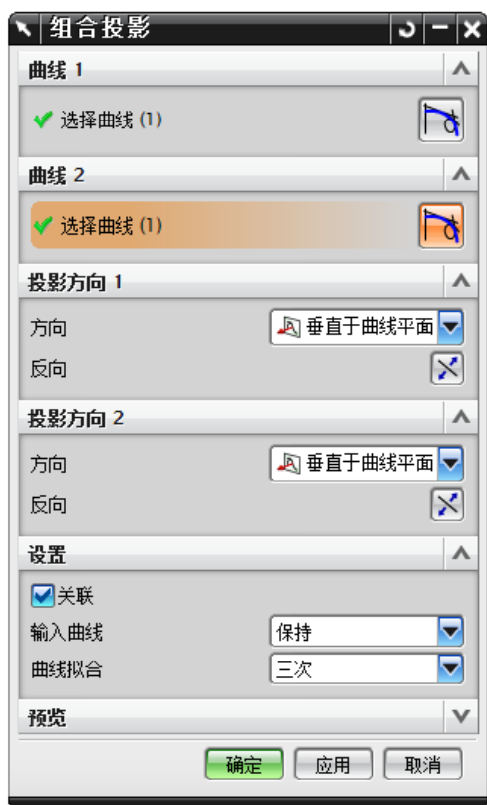 组合投影
曲线 1
选择曲线 (1)
曲线 2
选择曲线 (1)
投影方向 1
方向 垂直于曲线平面
反向
投影方向 2
方向 垂直于曲线平面
反向
设置
关联
输入曲线 保持
曲线拟合 三次
预览
确定 应用 取消